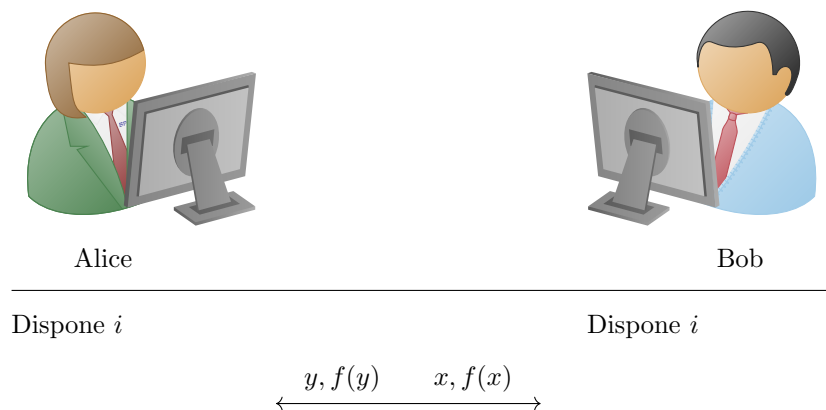 Alice Bob
Dispone i Dispone i
y, f(y) x, f(x)